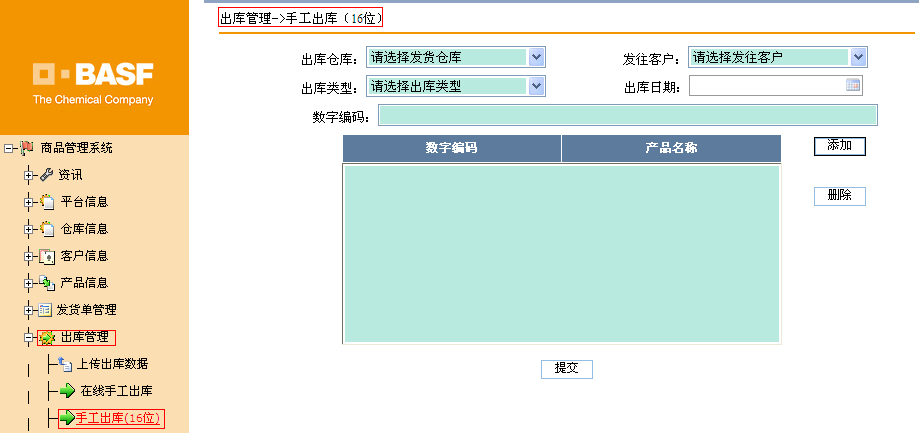 BASF
The Chemical Company
商品管理系统
资讯
平台信息
仓库信息
客户信息
产品信息
发货单管理
出库管理
上传出库数据
在线手工出库
手工出库(16位)
出库管理->手工出库（16位）
出库仓库： 请选择发货仓库 发往客户： 请选择发往客户
出库类型： 请选择出库类型 出库日期：
数字编码：
数字编码 产品名称 添加
删除
提交